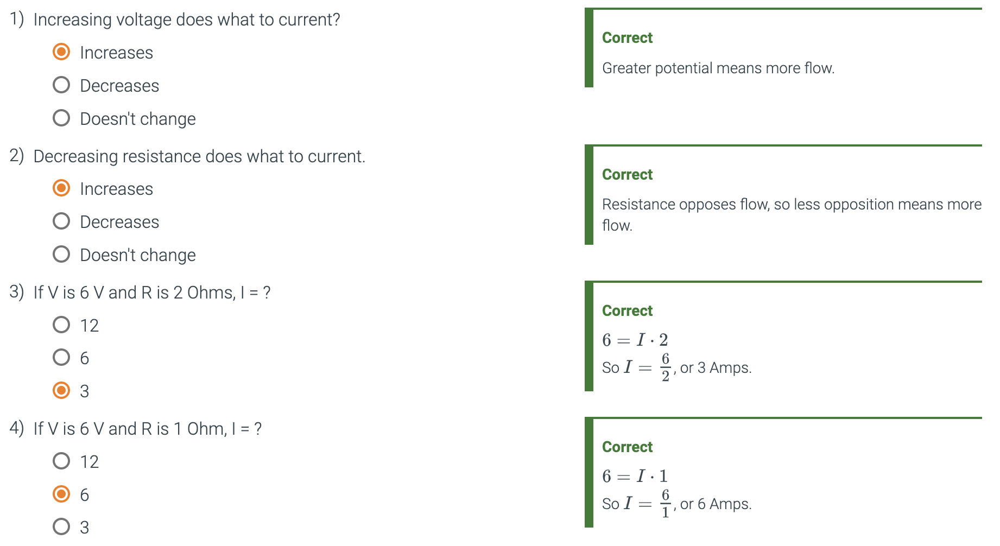 1) Increasing voltage does what to current?
Increases
Decreases
Doesn't change
Correct
Greater potential means more flow.
2) Decreasing resistance does what to current.
Increases
Decreases
Doesn't change
Correct
Resistance opposes flow, so less opposition means more
flow.
3) If V is 6 V and R is 2 Ohms, I = ?
12
6
3
Correct
6 = I · 2
So I = 6/2, or 3 Amps.
4) If V is 6 V and R is 1 Ohm, I = ?
12
6
3
Correct
6 = I · 1
So I = 6/1, or 6 Amps.